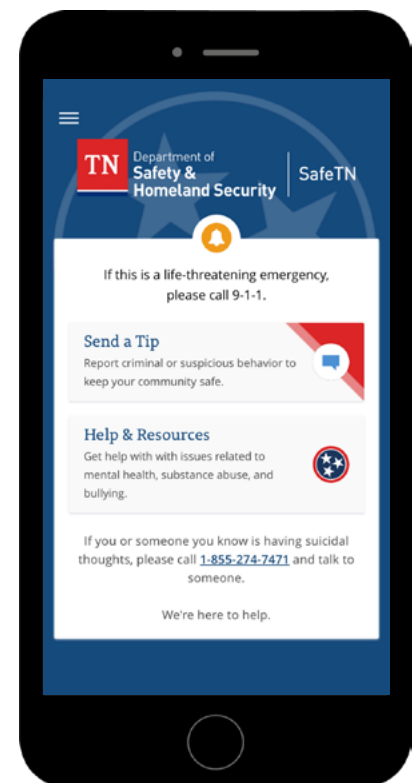 TN
Department of
Safety &
Homeland Security
SafeTN
If this is a life-threatening emergency,
please call 9-1-1.
Send a Tip
Report criminal or suspicious behavior to
keep your community safe.
Help & Resources
Get help with with issues related to
mental health, substance abuse, and
bullying.
If you or someone you know is having suicidal
thoughts, please call 1-855-274-7471 and talk to
someone.
We're here to help.